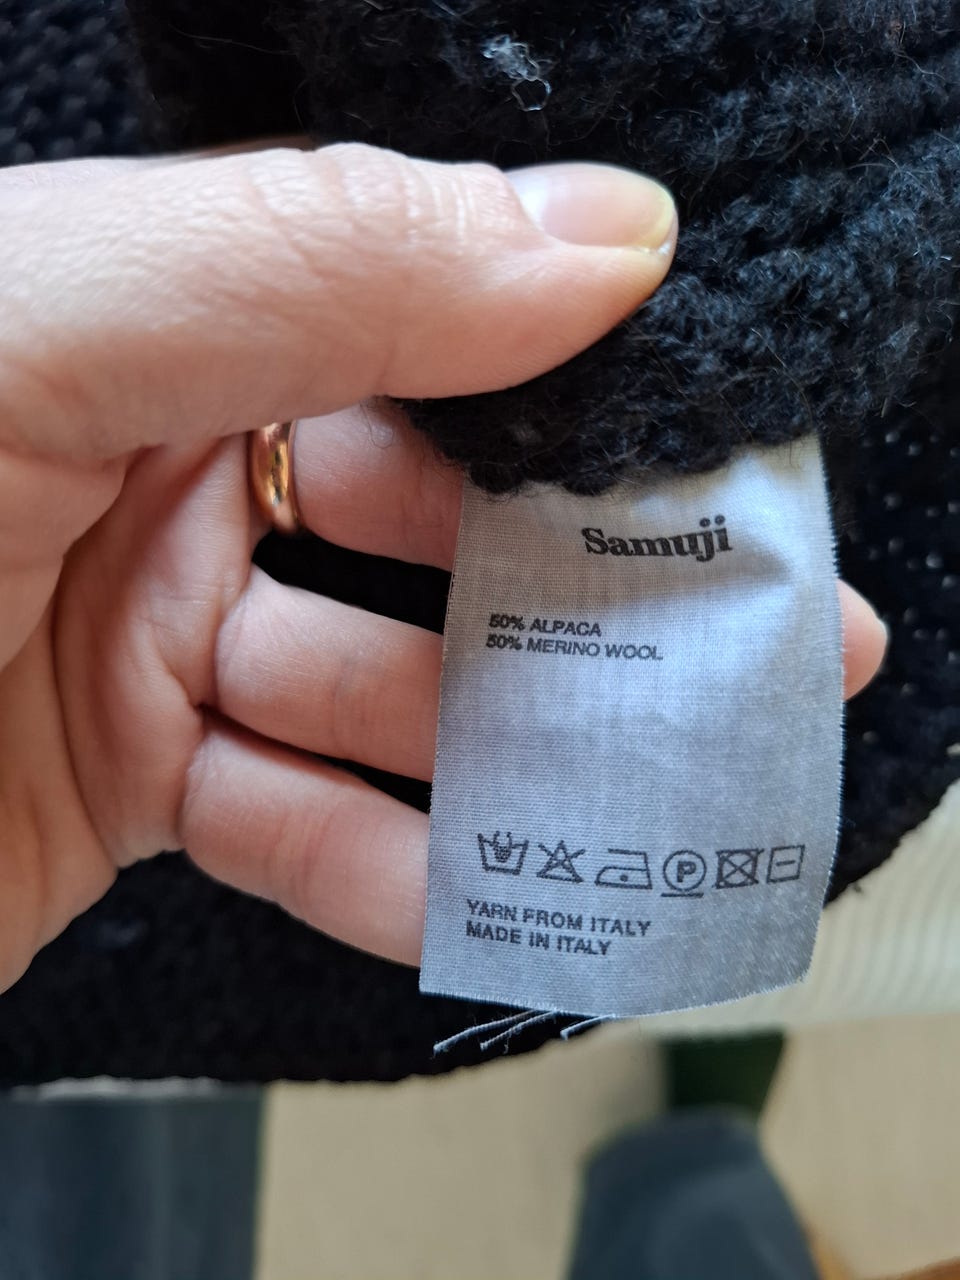 Samuji
50% ALPACA
50% MERINO WOOL
P
YARN FROM ITALY
MADE IN ITALY